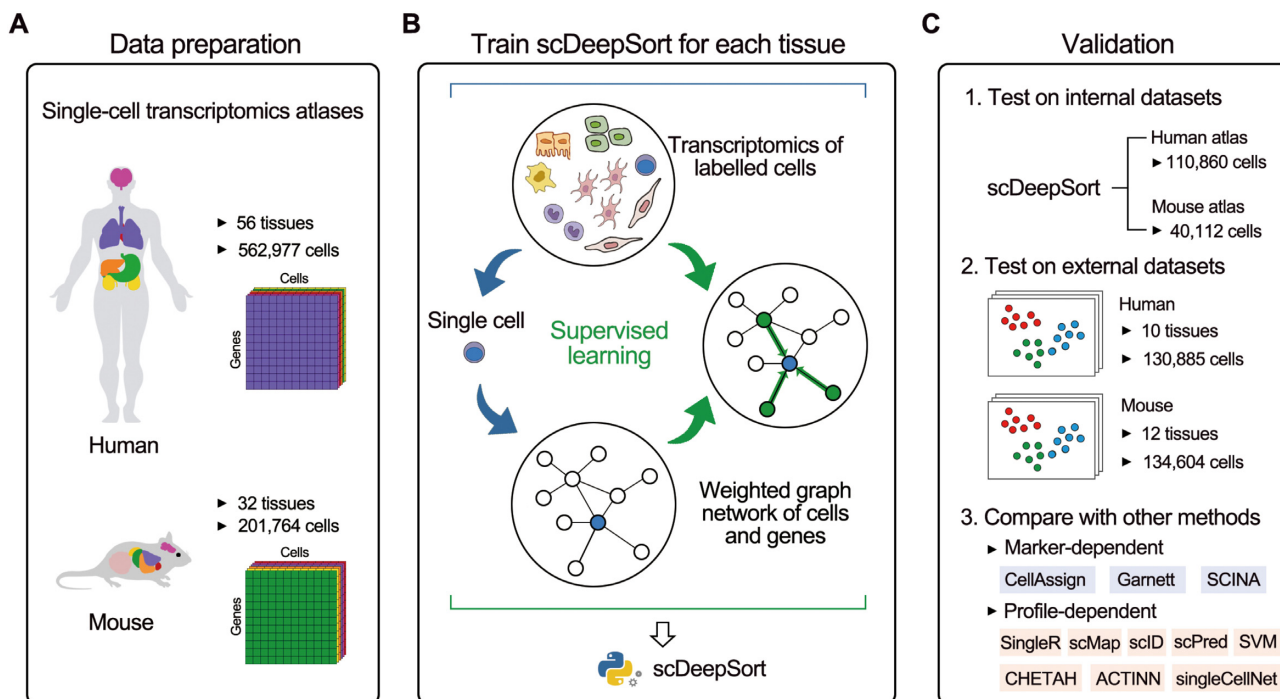 A
Data preparation
Single-cell transcriptomics atlases
► 56 tissues
► 562,977 cells
Cells
Genes
Human
► 32 tissues
► 201,764 cells
Cells
Genes
Mouse
B
Train scDeepSort for each tissue
Transcriptomics of
labelled cells
Single cell
Supervised
learning
Weighted graph
network of cells
and genes
scDeepSort
C
Validation
1. Test on internal datasets
scDeepSort
Human atlas
► 110,860 cells
Mouse atlas
► 40,112 cells
2. Test on external datasets
Human
► 10 tissues
► 130,885 cells
Mouse
► 12 tissues
► 134,604 cells
3. Compare with other methods
► Marker-dependent
CellAssign Garnett SCINA
► Profile-dependent
SingleR scMap scID scPred SVM
CHETAH ACTINN singleCellNet